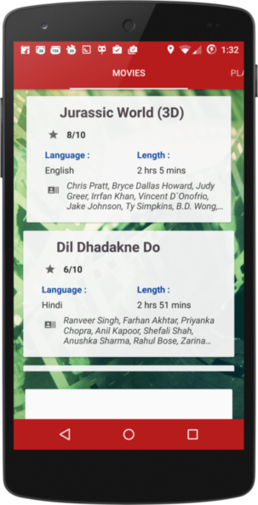 1:32
MOVIES PLA
Jurassic World (3D)
8/10
Language : Length :
English 2 hrs 5 mins
Chris Pratt, Bryce Dallas Howard, Judy
Greer, Irrfan Khan, Vincent D´Onofrio,
Jake Johnson, Ty Simpkins, B.D. Wong,...
Dil Dhadakne Do
6/10
Language : Length :
Hindi 2 hrs 51 mins
Ranveer Singh, Farhan Akhtar, Priyanka
Chopra, Anil Kapoor, Shefali Shah,
Anushka Sharma, Rahul Bose, Zarina...